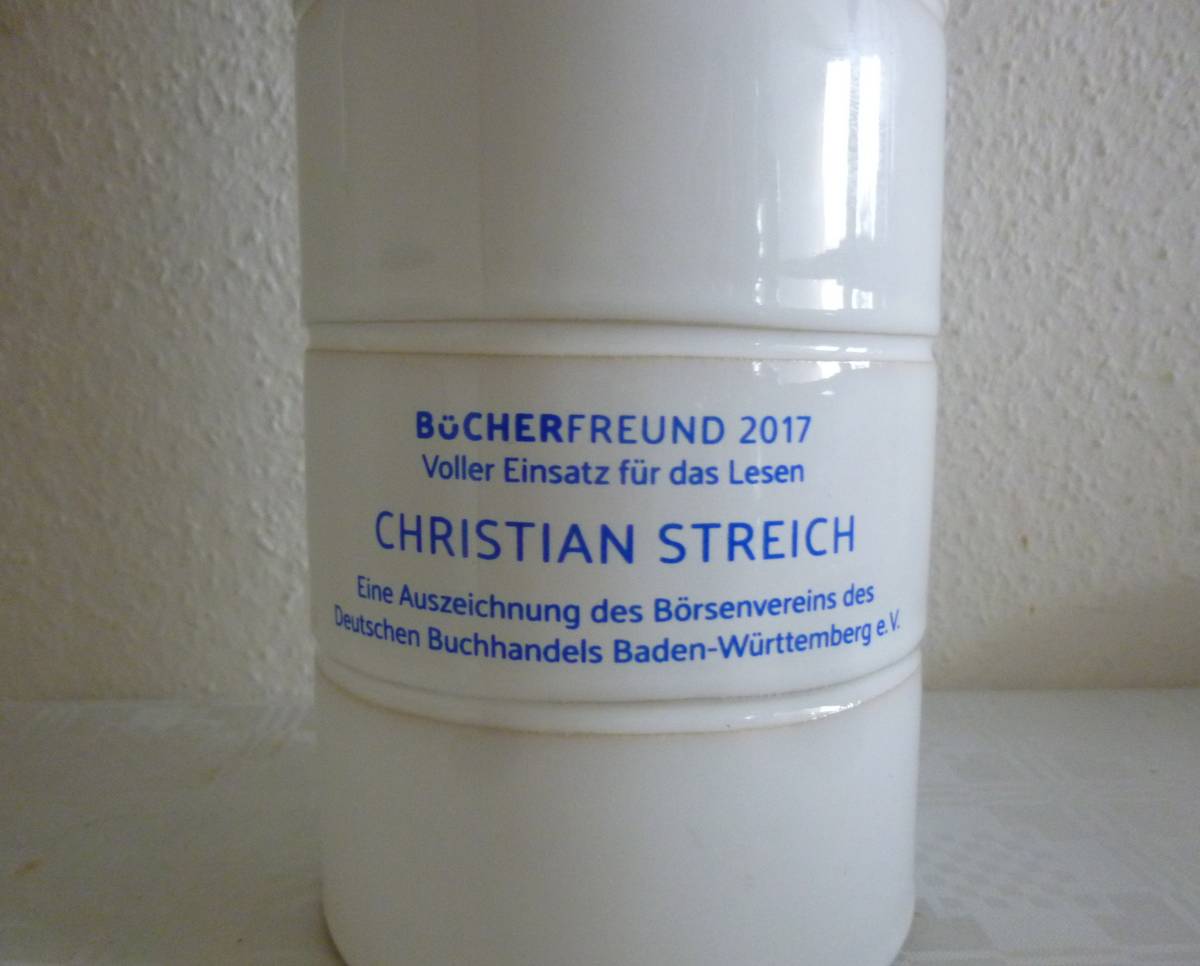 BüCHERFREUND 2017
Voller Einsatz für das Lesen
CHRISTIAN STREICH
Eine Auszeichnung des Börsenvereins des
Deutschen Buchhandels Baden-Württemberg e.V.